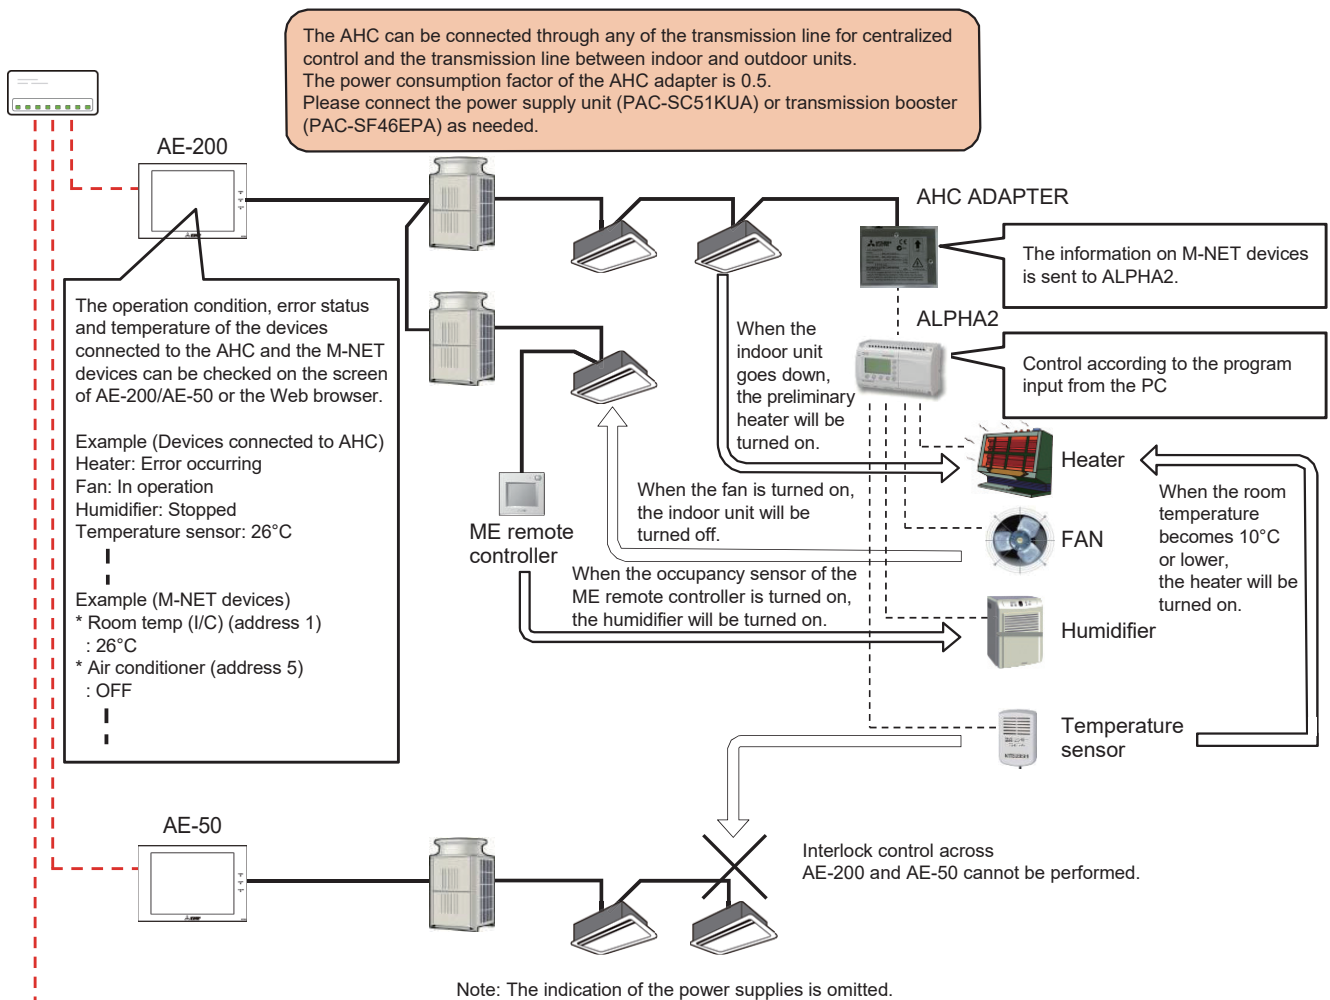 The AHC can be connected through any of the transmission line for centralized
control and the transmission line between indoor and outdoor units.
The power consumption factor of the AHC adapter is 0.5.
Please connect the power supply unit (PAC-SC51KUA) or transmission booster
(PAC-SF46EPA) as needed.
AE-200
AHC ADAPTER
The information on M-NET devices
is sent to ALPHA2.
The operation condition, error status
and temperature of the devices
connected to the AHC and the M-NET
devices can be checked on the screen
of AE-200/AE-50 or the Web browser.
Example (Devices connected to AHC)
Heater: Error occurring
Fan: In operation
Humidifier: Stopped
Temperature sensor: 26°C
Example (M-NET devices)
* Room temp (I/C) (address 1)
: 26°C
* Air conditioner (address 5)
: OFF
When the
indoor unit
goes down,
the preliminary
heater will be
turned on.
ALPHA2
Control according to the program
input from the PC
Heater
When the fan is turned on,
the indoor unit will be
turned off.
ME remote
controller
FAN
When the room
temperature
becomes 10°C
or lower,
the heater will be
turned on.
When the occupancy sensor of the
ME remote controller is turned on,
the humidifier will be turned on.
Humidifier
Temperature
sensor
AE-50
Interlock control across
AE-200 and AE-50 cannot be performed.
Note: The indication of the power supplies is omitted.